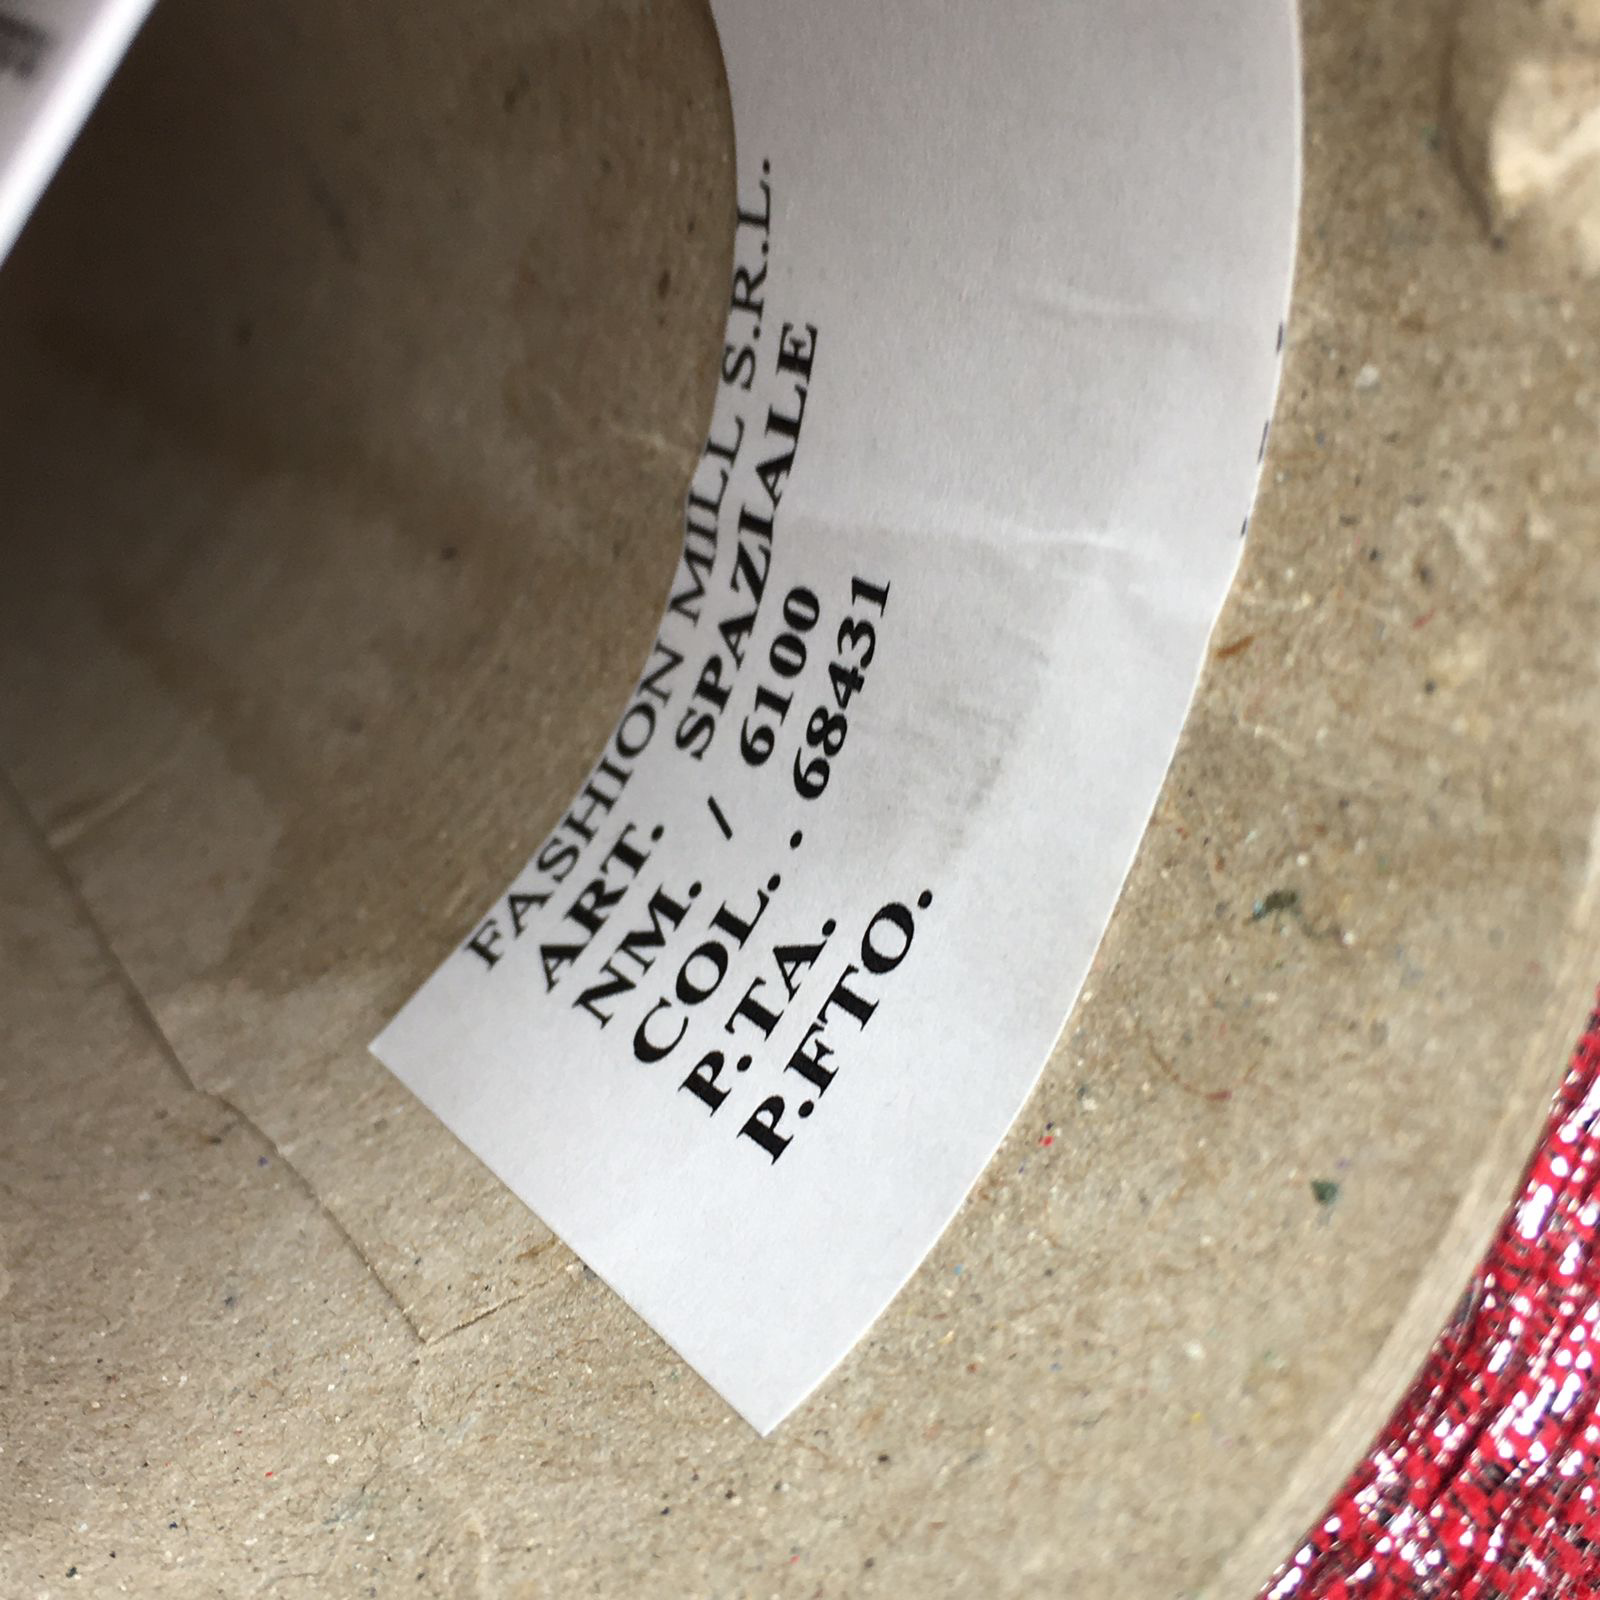 FASHION MILL S.R.L.
ART. SPAZIALE
NM. / 6100
COL. . 68431
P.TA.
P.FTO.